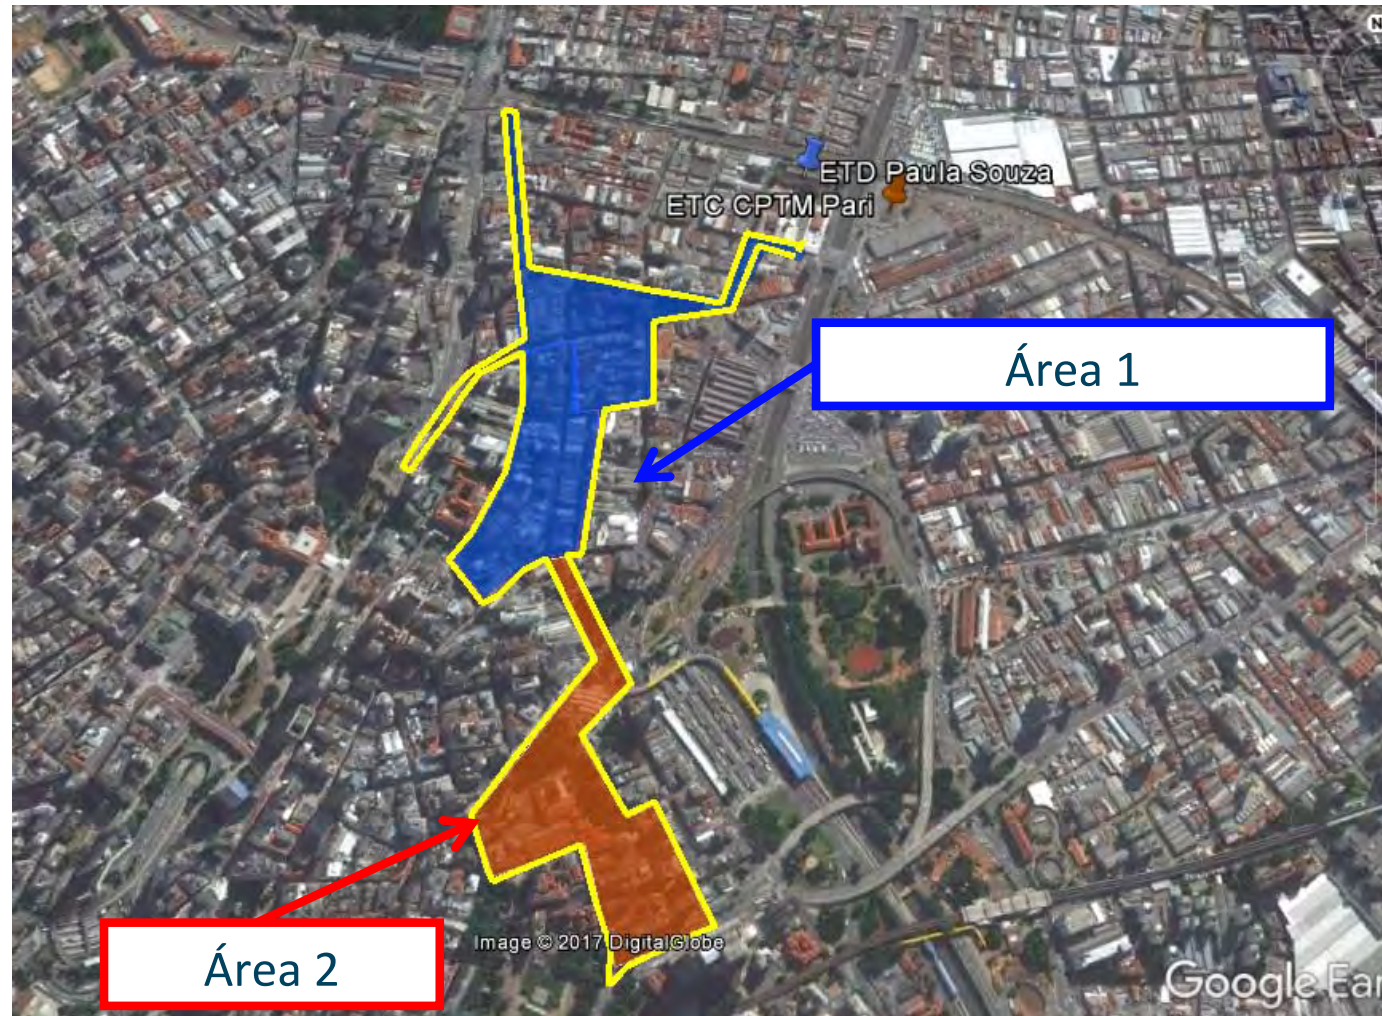 N
ETD Paula Souza
ETC CPTM Pari
Área 1
Área 2
Image © 2017 DigitalGlobe
Google Ear